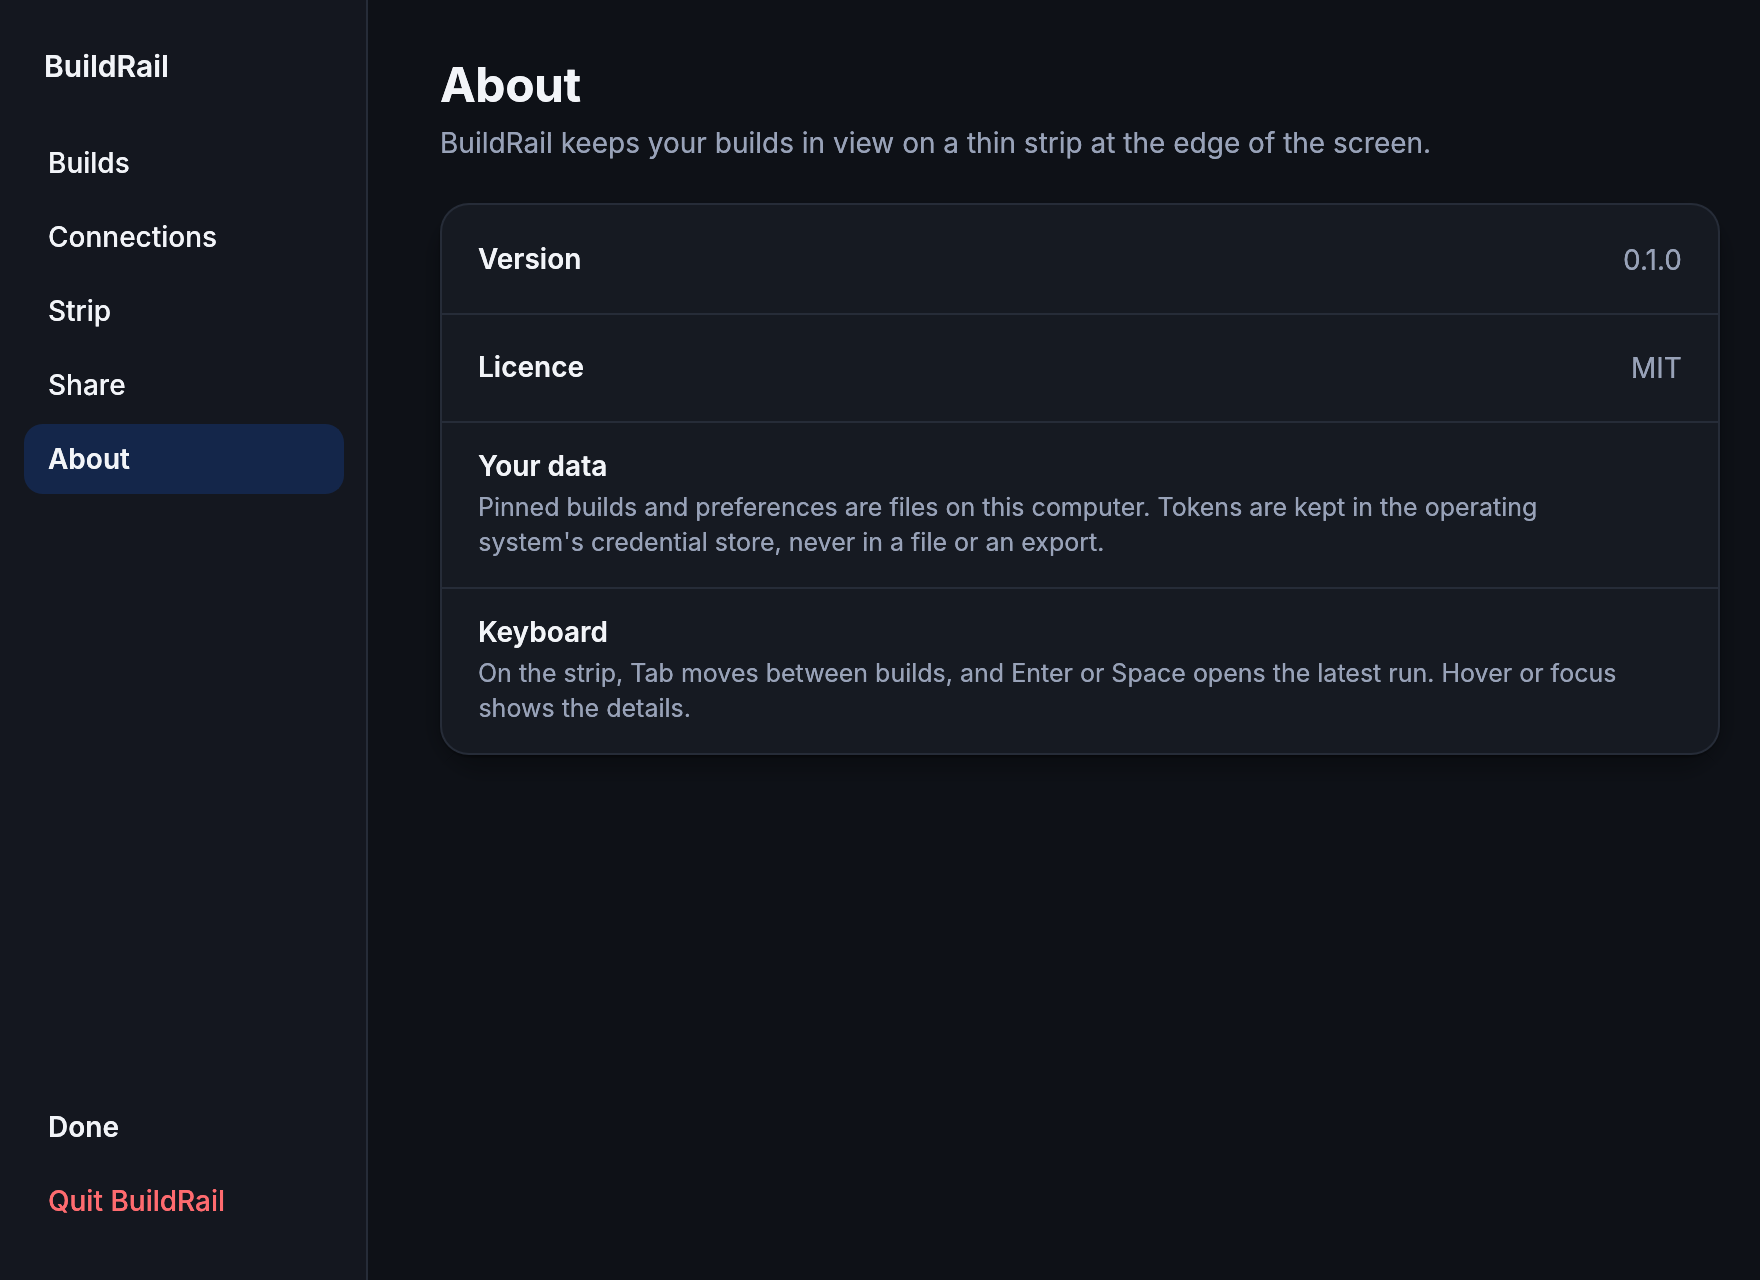 BuildRail
Builds
Connections
Strip
Share
About
Done
Quit BuildRail
About
BuildRail keeps your builds in view on a thin strip at the edge of the screen.
Version
0.1.0
Licence
MIT
Your data
Pinned builds and preferences are files on this computer. Tokens are kept in the operating
system's credential store, never in a file or an export.
Keyboard
On the strip, Tab moves between builds, and Enter or Space opens the latest run. Hover or focus
shows the details.